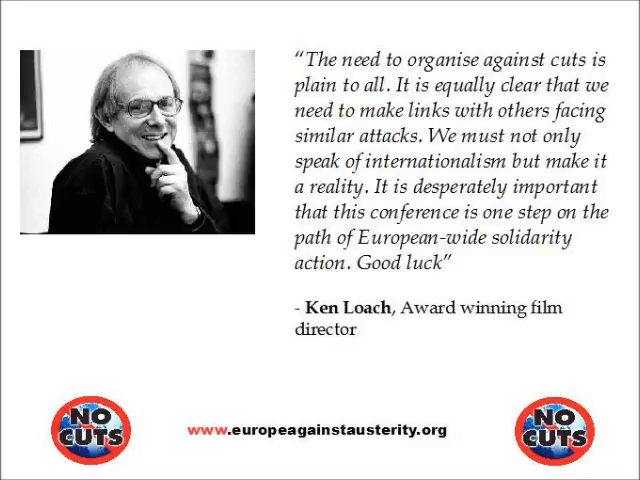 “The need to organise against cuts is
plain to all. It is equally clear that we
need to make links with others facing
similar attacks. We must not only
speak of internationalism but make it
a reality. It is desperately important
that this conference is one step on the
path of European-wide solidarity
action. Good luck”
- Ken Loach, Award winning film
director
NO
CUTS
www.europeagainstausterity.org
NO
CUTS